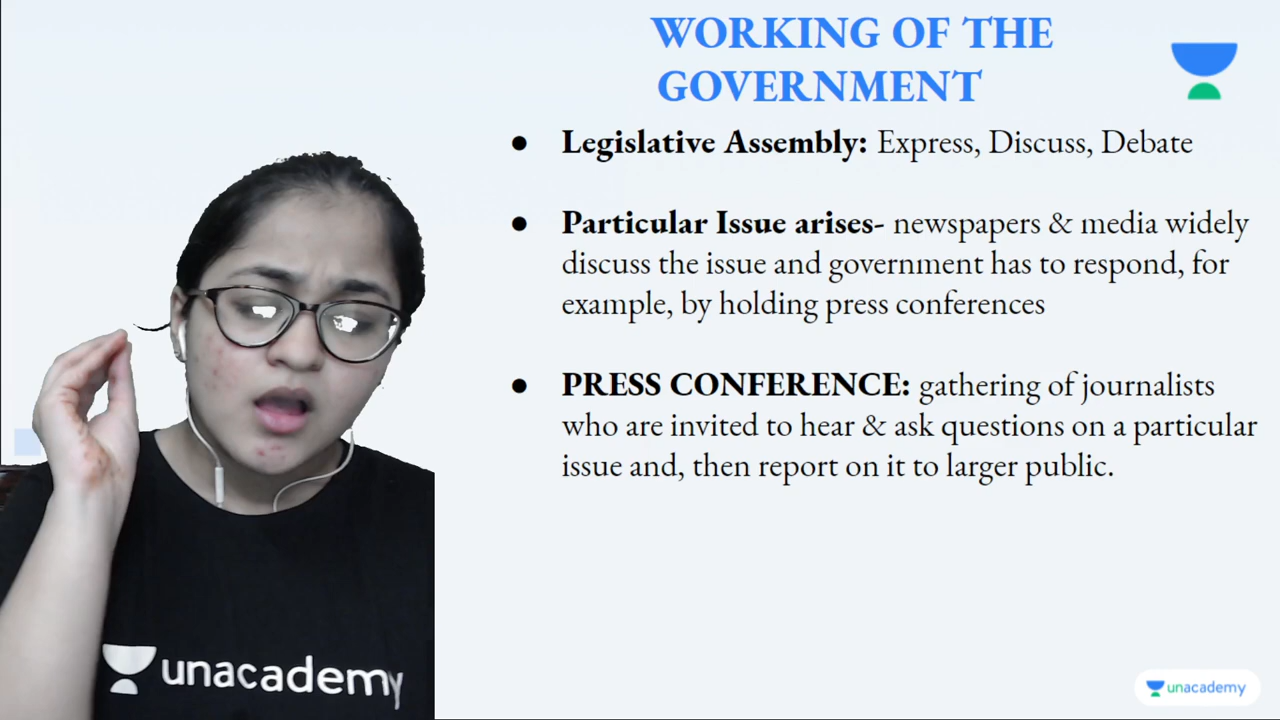 WORKING OF THE
GOVERNMENT
● Legislative Assembly: Express, Discuss, Debate
● Particular Issue arises- newspapers & media widely
discuss the issue and government has to respond, for
example, by holding press conferences
● PRESS CONFERENCE: gathering of journalists
who are invited to hear & ask questions on a particular
issue and, then report on it to larger public.
unacademy
unacademy